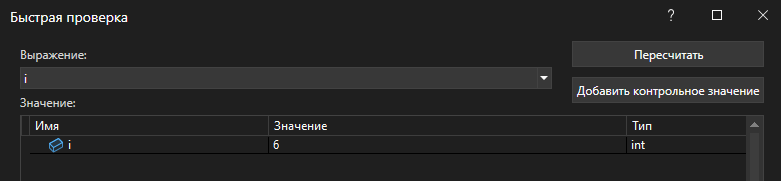 Быстрая проверка
?
Выражение:
Пересчитать
i
Добавить контрольное значение
Значение:
Имя Значение Тип
i 6 int